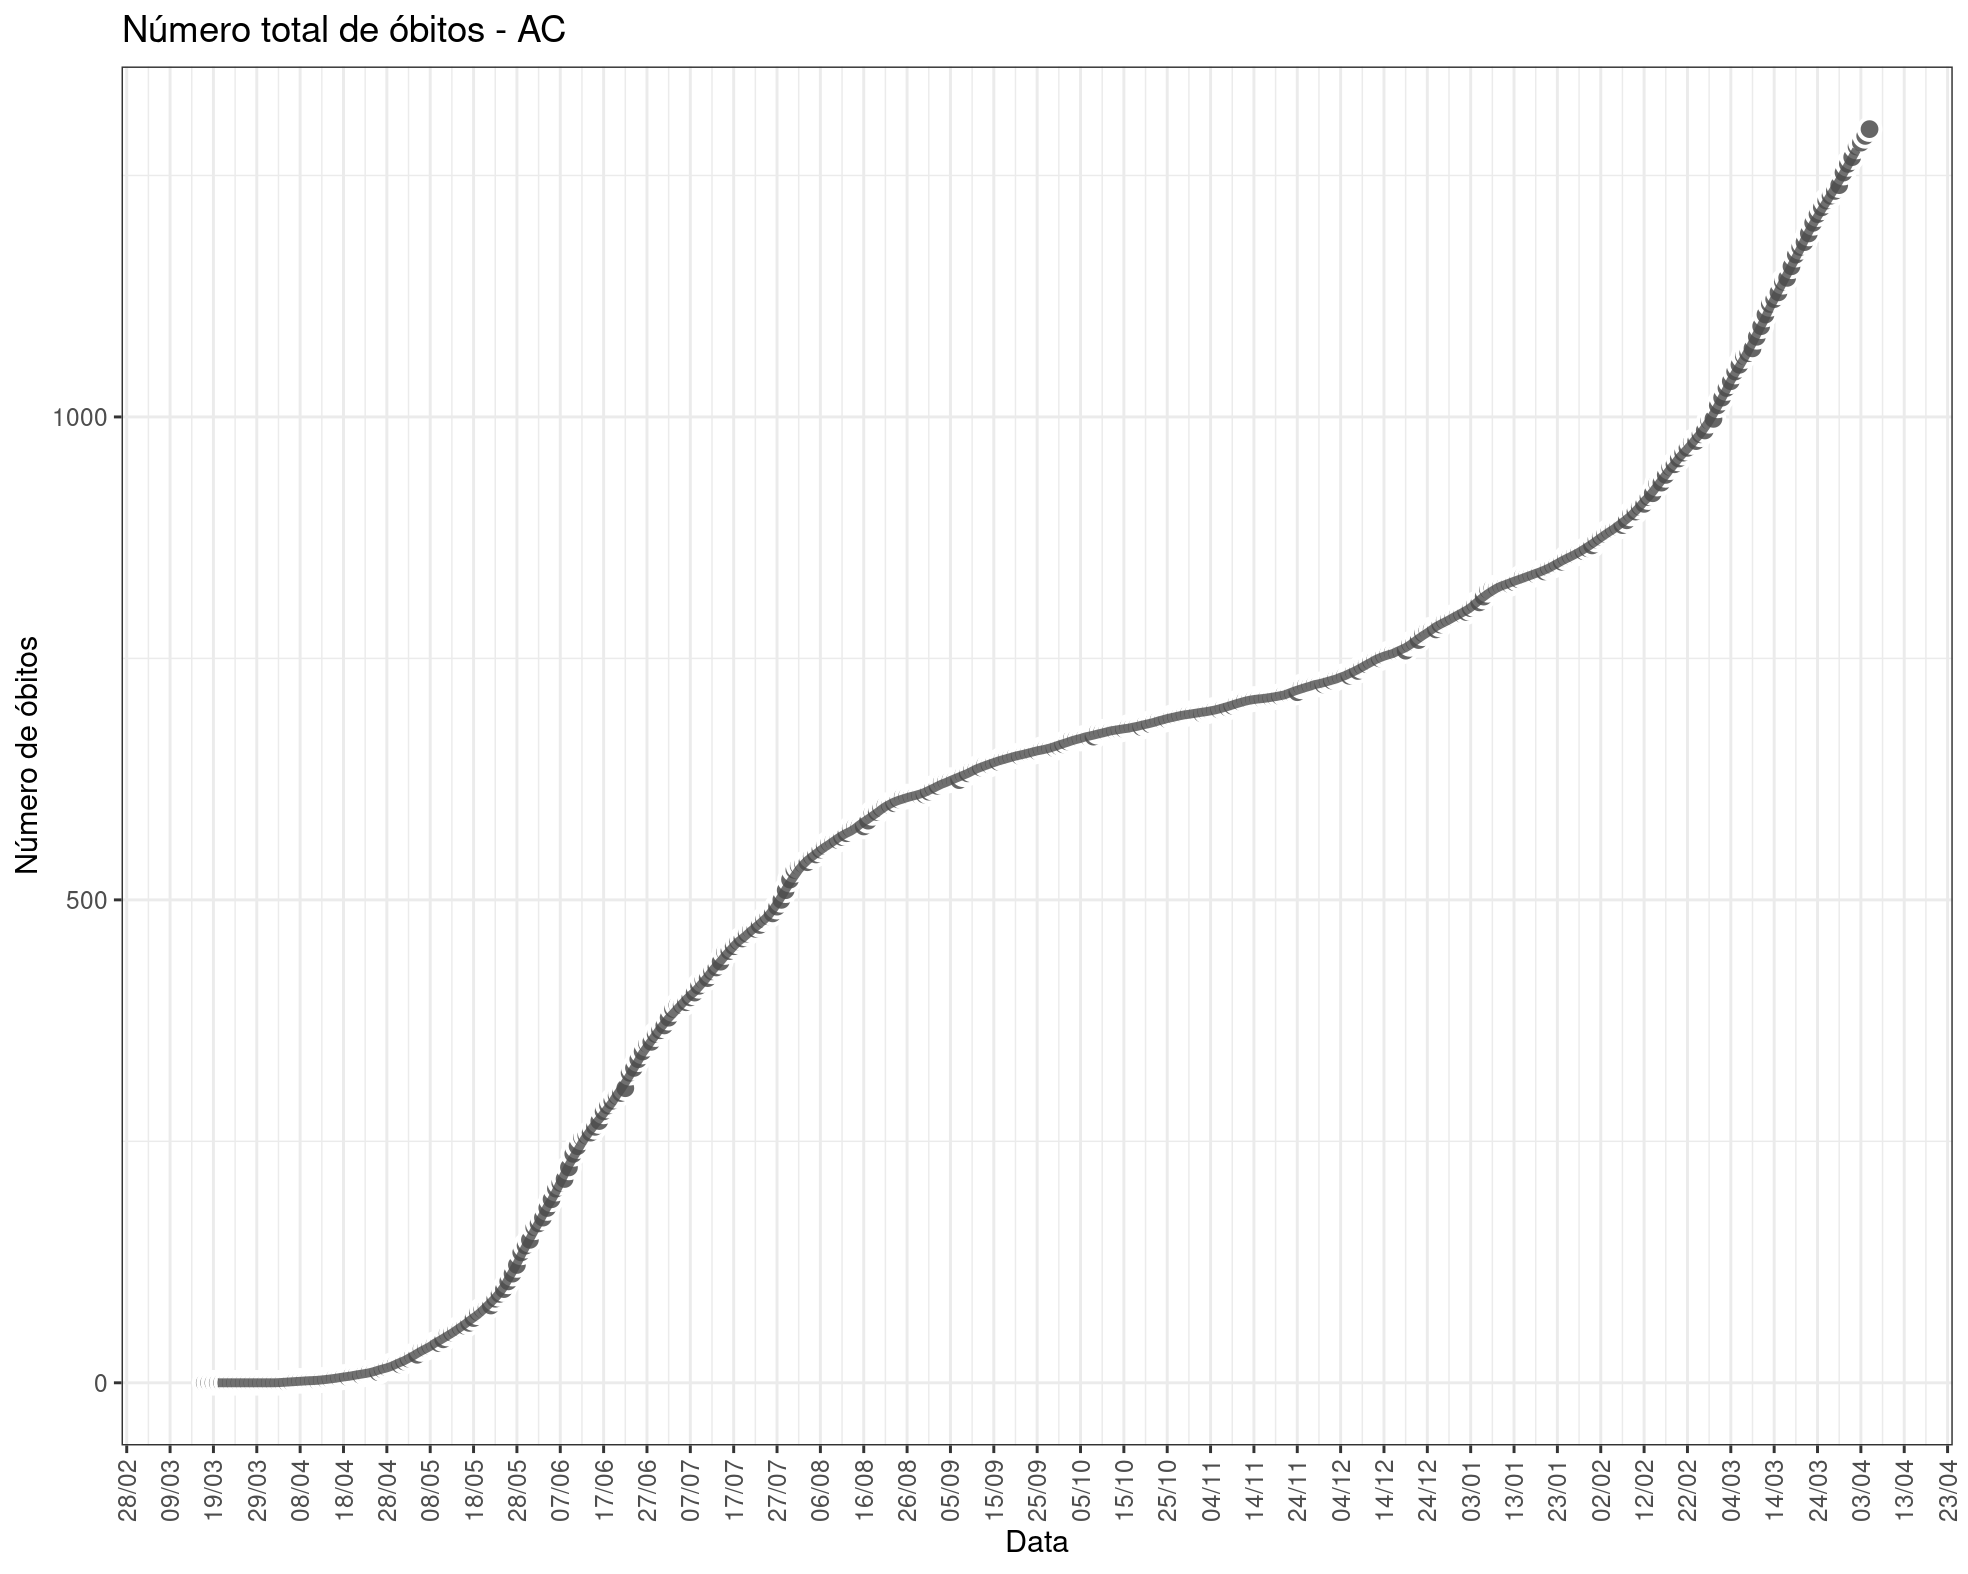 Número total de óbitos - AC
Número de óbitos
1000
500
0
28/02 09/03 19/03 29/03 08/04 18/04 28/04 08/05 18/05 28/05 07/06 17/06 27/06 07/07 17/07 27/07 06/08 16/08 26/08 05/09 15/09 25/09 05/10 15/10 25/10 04/11 14/11 24/11 04/12 14/12 24/12 03/01 13/01 23/01 02/02 12/02 22/02 04/03 14/03 24/03 03/04 13/04 23/04
Data